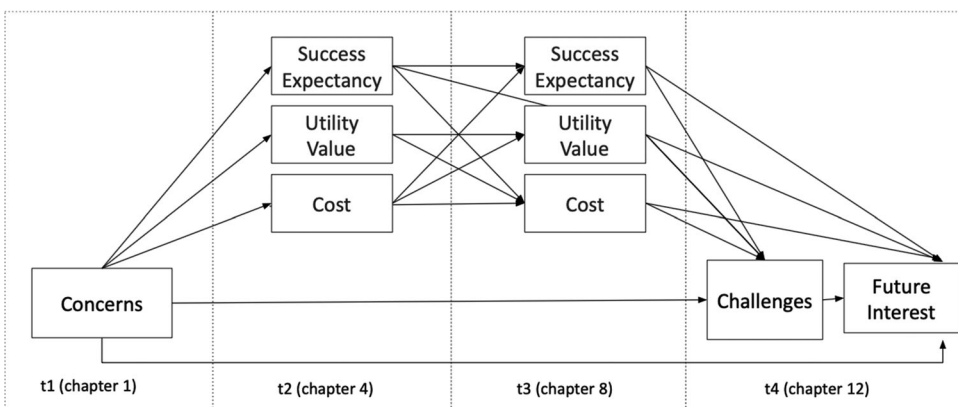 Success
Expectancy
Success
Expectancy
Utility
Value
Utility
Value
Cost
Cost
Concerns
Challenges
Future
Interest
t1 (chapter 1)
t2 (chapter 4)
t3 (chapter 8)
t4 (chapter 12)